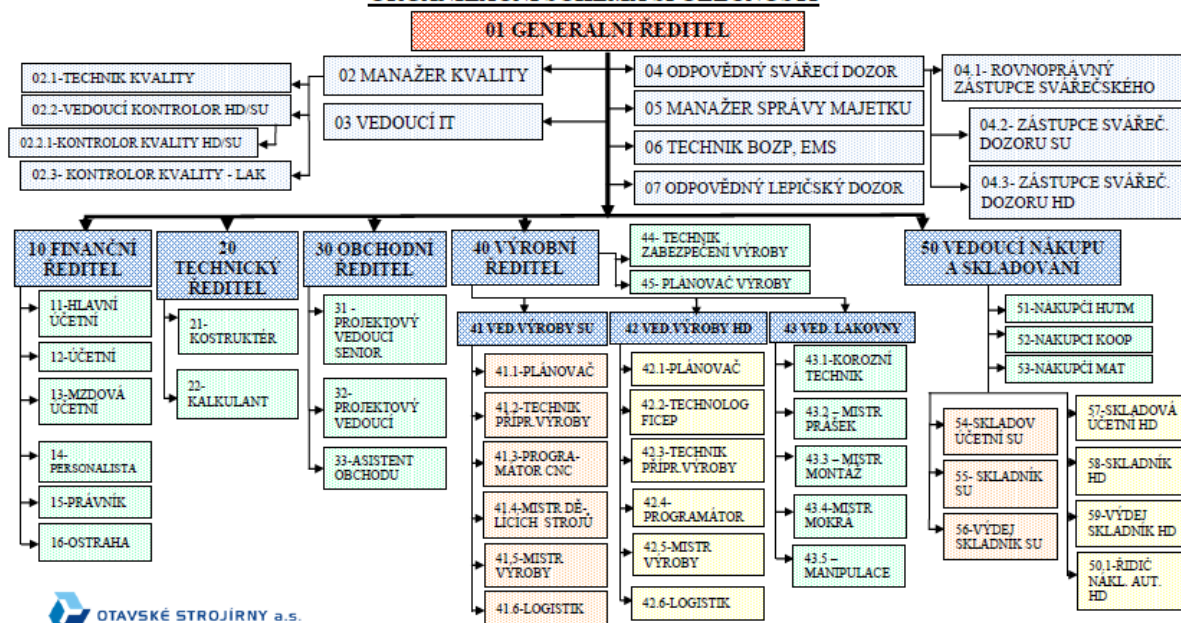 ORGANIZAČNÍ SCHÉMA SPOLEČNOSTI
01 GENERALNÍ ŘEDITEL
02.1-TECHNIK KVALITY
02.2-VEDOUCÍ KONTROLOR HD/SU
02.2.1-KONTROLOR KVALITY HD/SU
02.3- KONTROLOR KVALITY - LAK
02 MANAŽER KVALITY
03 VEDOUCÍ IT
04 ODPOVĚDNÝ SVÁŘECÍ DOZOR
05 MANAŽER SPRÁVY MAJETKU
06 TECHNIK BOZP, EMS
07 ODPOVĚDNÝ LEPIČSKÝ DOZOR
04.1- ROVNOPRÁVNÝ
ZÁSTUPCE SVÁŘEČSKÉHO
04.2- ZÁSTUPCE SVÁŘEČ.
DOZORU SU
04.3- ZÁSTUPCE SVÁŘEČ.
DOZORU HD
10 FINANČNÍ
ŘEDITEL
11-HLAVNÍ
ÚČETNÍ
12-ÚČETNÍ
13-MZDOVÁ
ÚČETNÍ
14-
PERSONALISTA
15-PRÁVNÍK
16-OSTRAHA
20
TECHNICKÝ
ŘEDITEL
21-
KOSTRUKTÉR
22-
KALKULANT
30 OBCHODNÍ
ŘEDITEL
31 -
PROJEKTOVÝ
VEDOUCÍ
SENIOR
32-
PROJEKTOVÝ
VEDOUCÍ
33-ASISTENT
OBCHODU
40 VÝROBNÍ
ŘEDITEL
44- TECHNIK
ZABEZPEČENÍ VÝROBY
45- PLÁNOVAČ VÝROBY
41 VED.VÝROBY SU
41.1-PLÁNOVAČ
41,2-TECHNIK
PŘÍPR.VÝROBY
41,3-PROGRA-
MÁTOR CNC
41.4-MISTR DĚ-
LÍCÍCH STROJŮ
41,5-MISTR
VÝROBY
41.6-LOGISTIK
42 VED.VÝROBY HD
42.1-PLÁNOVAČ
42.2-TECHNOLOG
FICEP
42.3-TECHNIK
PŘÍPR.VÝROBY
42.4-
PROGRAMÁTOR
42,5-MISTR
VÝROBY
42.6-LOGISTIK
43 VED. LAKOVNY
43.1-KOROZNÍ
TECHNIK
43.2 – MISTR
PRÁŠEK
43.3 – MISTR
MONTÁŽ
43.4-MISTR
MOKRÁ
43.5 –
MANIPULACE
50 VEDOUCÍ NÁKUPU
A SKLADOVÁNÍ
51-NÁKUPČÍ HUTM
52-NÁKUPČÍ KOOP
53-NÁKUPČÍ MAT
54-SKLADOV
ÚČETNÍ SU
55- SKLADNÍK
SU
56-VÝDEJ
SKLADNÍK SU
57-SKLADOVÁ
ÚČETNÍ HD
58-SKLADNÍK
HD
59-VÝDEJ
SKLADNÍK HD
50,1-ŘIDIČ
NÁKL. AUT.
HD
OTAVSKÉ STROJÍRNY a.s.